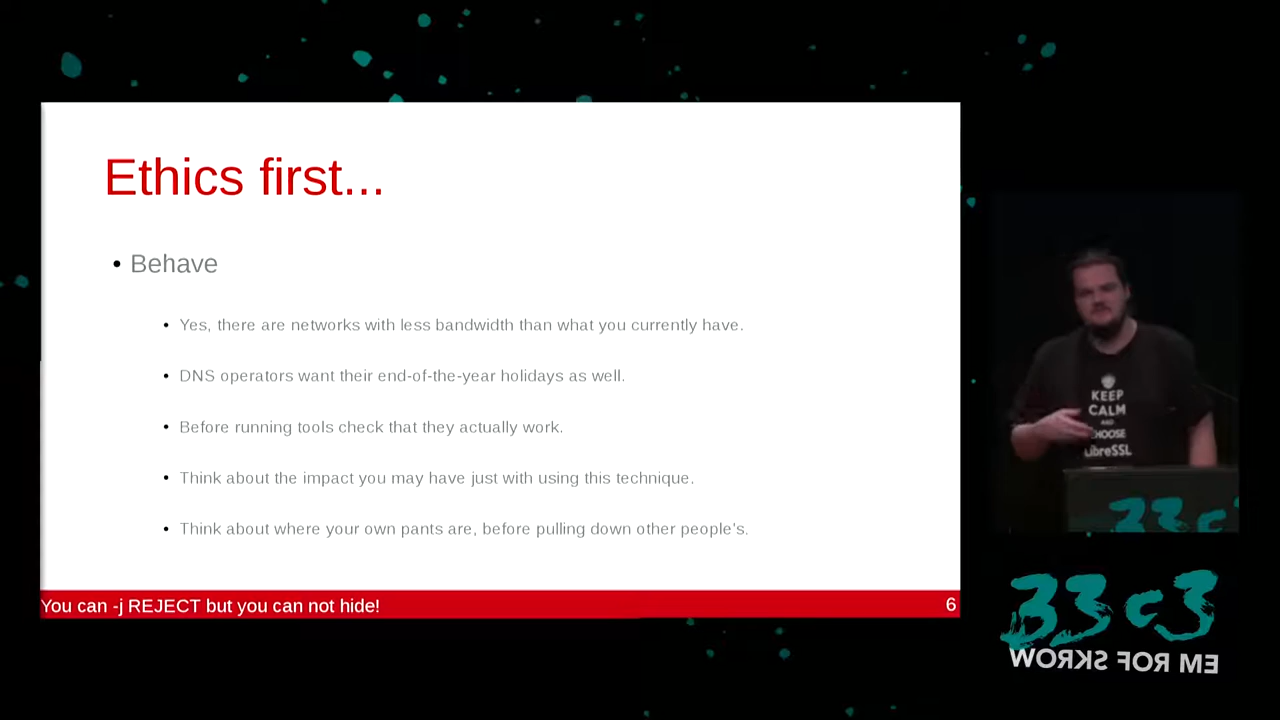 Ethics first...
• Behave
• Yes, there are networks with less bandwidth than what you currently have.
• DNS operators want their end-of-the-year holidays as well.
• Before running tools check that they actually work.
• Think about the impact you may have just with using this technique.
• Think about where your own pants are, before pulling down other people's.
You can -j REJECT but you can not hide!
6
KEEP
CALM
AND
CHOOSE
LibreSSL
33c3
33c3
WORKS FOR ME